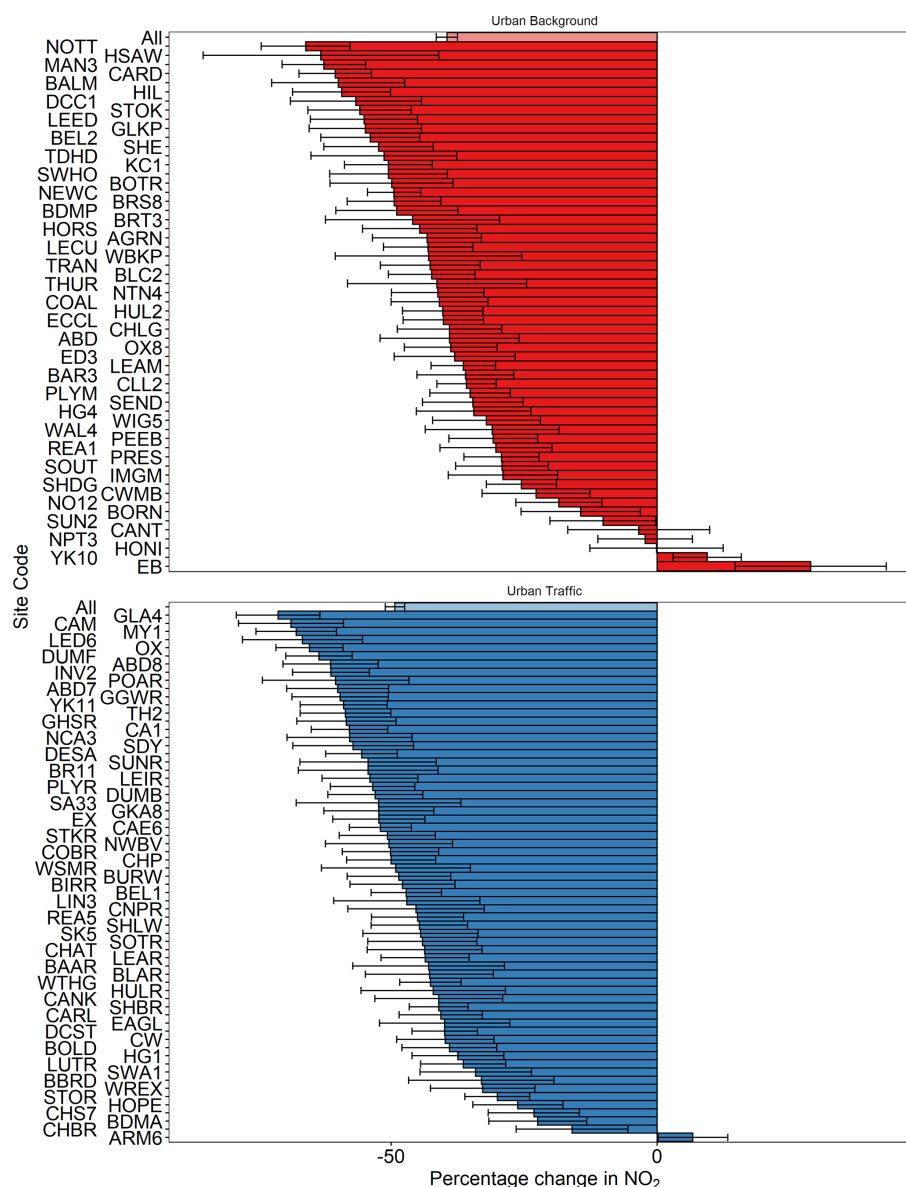 Urban Background
All
NOTT
HSAW
MAN3
CARD
BALM
HIL
DCC1
STOK
LEED
GLKP
BEL2
SHE
TDHD
KC1
SWHO
BOTR
NEWC
BRS8
BDMP
BRT3
HORS
AGRN
LECU
WBKP
TRAN
BLC2
THUR
NTN4
COAL
HUL2
ECCL
CHLG
ABD
OX8
ED3
LEAM
BAR3
CLL2
PLYM
SEND
HG4
WIG5
WAL4
PEEB
REA1
PRES
SOUT
IMGM
SHDG
CWMB
NO12
BORN
SUN2
CANT
NPT3
HONI
YK10
EB
Site Code
Urban Traffic
All
GLA4
CAM
MY1
LED6
OX
DUMF
ABD8
INV2
POAR
ABD7
GGWR
YK11
TH2
GHSR
CA1
NCA3
SDY
DESA
SUNR
BR11
LEIR
PLYR
DUMB
SA33
GKA8
EX
CAE6
STKR
NWBV
COBR
CHP
WSMR
BURW
BIRR
BEL1
LIN3
CNPR
REA5
SHLW
SK5
SOTR
CHAT
LEAR
BAAR
BLAR
WTHG
HULR
CANK
SHBR
CARL
EAGL
DCST
CW
BOLD
HG1
LUTR
SWA1
BBRD
WREX
STOR
HOPE
CHS7
BDMA
CHBR
ARM6
-50 0
Percentage change in NO₂